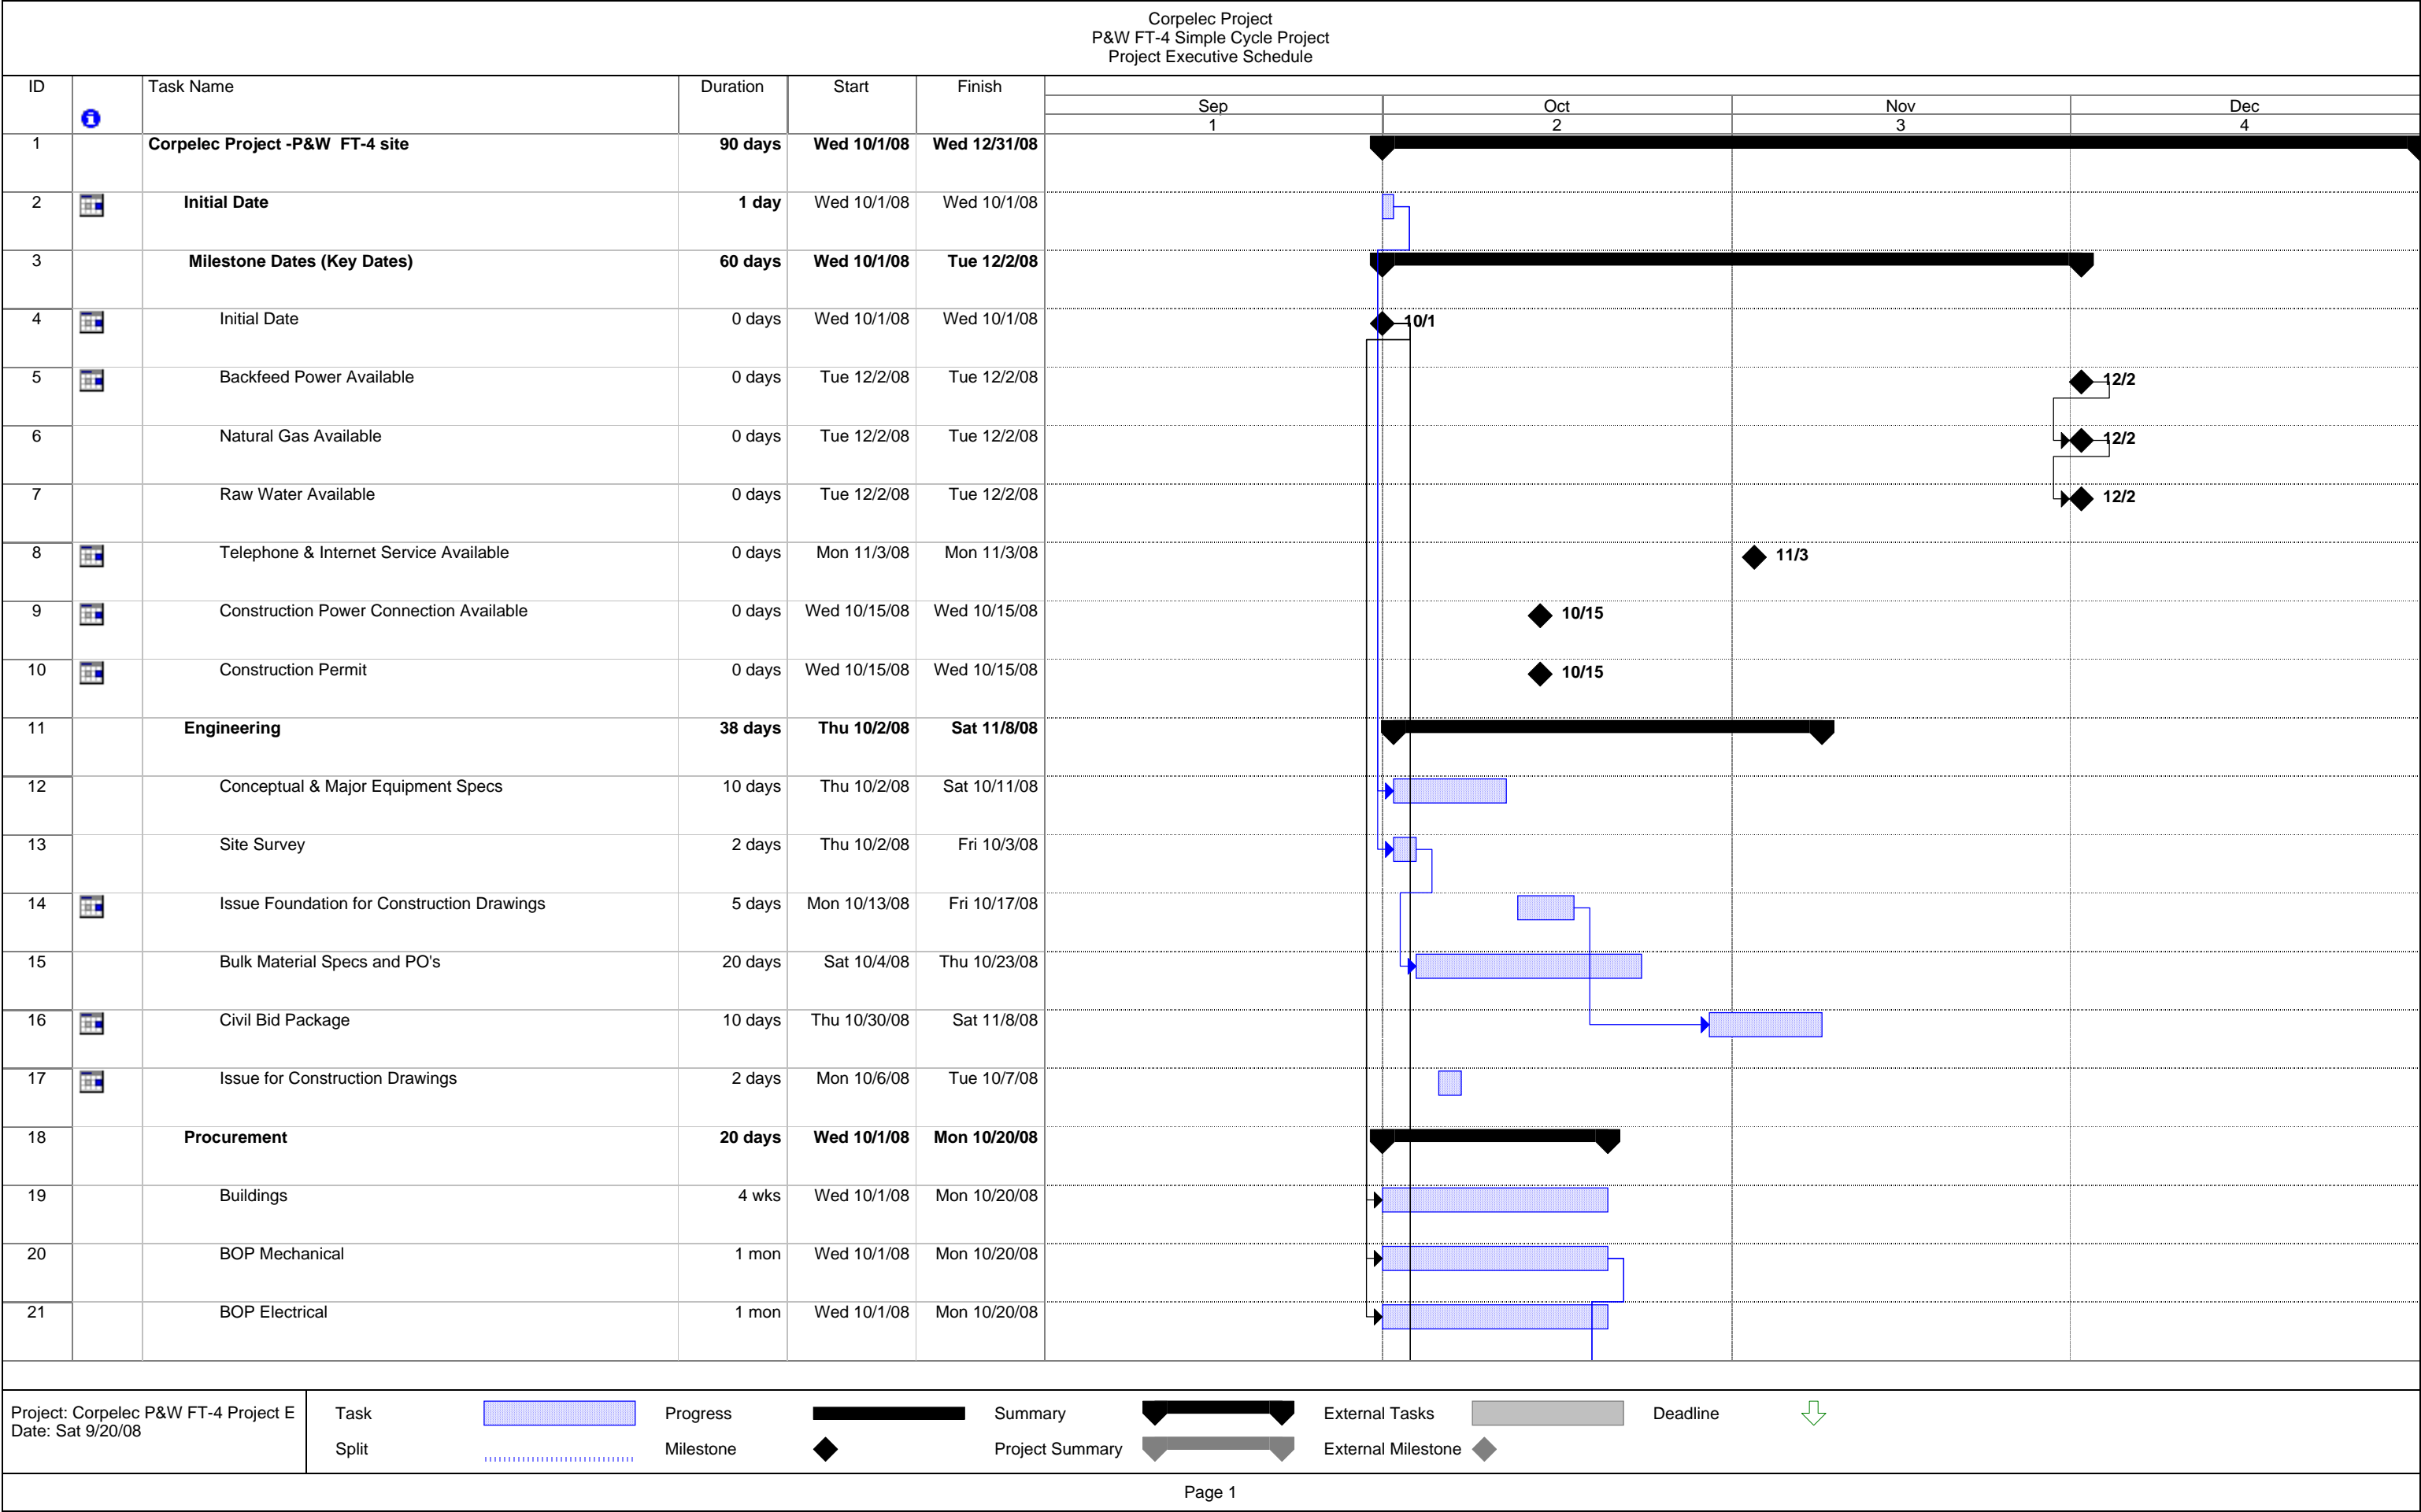 Corpelec Project
P&W FT-4 Simple Cycle Project
Project Executive Schedule
ID Task Name Duration Start Finish
Sep Oct Nov Dec
1 2 3 4
1 Corpelec Project -P&W FT-4 site 90 days Wed 10/1/08 Wed 12/31/08
2 Initial Date 1 day Wed 10/1/08 Wed 10/1/08
3 Milestone Dates (Key Dates) 60 days Wed 10/1/08 Tue 12/2/08
4 Initial Date 0 days Wed 10/1/08 Wed 10/1/08 10/1
5 Backfeed Power Available 0 days Tue 12/2/08 Tue 12/2/08 12/2
6 Natural Gas Available 0 days Tue 12/2/08 Tue 12/2/08 12/2
7 Raw Water Available 0 days Tue 12/2/08 Tue 12/2/08 12/2
8 Telephone & Internet Service Available 0 days Mon 11/3/08 Mon 11/3/08 11/3
9 Construction Power Connection Available 0 days Wed 10/15/08 Wed 10/15/08 10/15
10 Construction Permit 0 days Wed 10/15/08 Wed 10/15/08 10/15
11 Engineering 38 days Thu 10/2/08 Sat 11/8/08
12 Conceptual & Major Equipment Specs 10 days Thu 10/2/08 Sat 10/11/08
13 Site Survey 2 days Thu 10/2/08 Fri 10/3/08
14 Issue Foundation for Construction Drawings 5 days Mon 10/13/08 Fri 10/17/08
15 Bulk Material Specs and PO's 20 days Sat 10/4/08 Thu 10/23/08
16 Civil Bid Package 10 days Thu 10/30/08 Sat 11/8/08
17 Issue for Construction Drawings 2 days Mon 10/6/08 Tue 10/7/08
18 Procurement 20 days Wed 10/1/08 Mon 10/20/08
19 Buildings 4 wks Wed 10/1/08 Mon 10/20/08
20 BOP Mechanical 1 mon Wed 10/1/08 Mon 10/20/08
21 BOP Electrical 1 mon Wed 10/1/08 Mon 10/20/08
Project: Corpelec P&W FT-4 Project E
Date: Sat 9/20/08
Task Progress Summary External Tasks Deadline
Split Milestone Project Summary External Milestone
Page 1